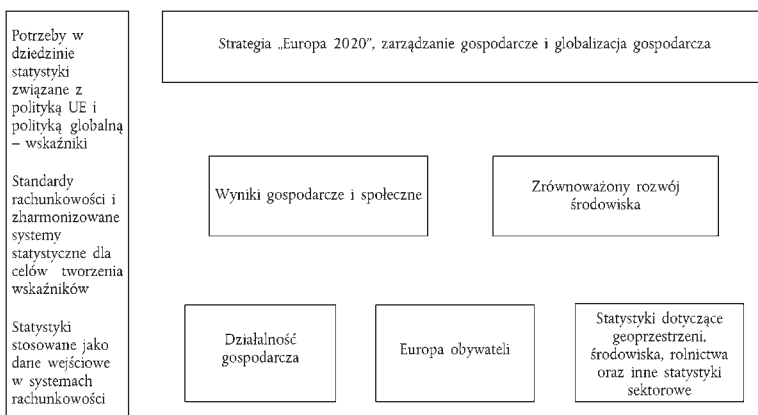 Potrzeby w
dziedzinie
statystyki
związane z
polityką UE i
polityką globalną
– wskaźniki
Standardy
rachunkowości i
zharmonizowane
systemy
statystyczne dla
celów tworzenia
wskaźników
Statystyki
stosowane jako
dane wejściowe
w systemach
rachunkowości
Strategia „Europa 2020”, zarządzanie gospodarcze i globalizacja gospodarcza
Wyniki gospodarcze i społeczne
Zrównoważony rozwój
środowiska
Działalność
gospodarcza
Europa obywateli
Statystyki dotyczące
geoprzestrzeni,
środowiska, rolnictwa
oraz inne statystyki
sektorowe